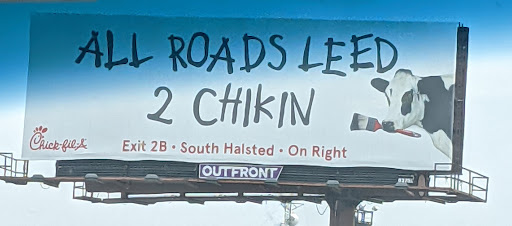 ALL ROADS LEED
2 CHIKIN
Chick-fil-A
Exit 2B • South Halsted • On Right
OUTFRONT